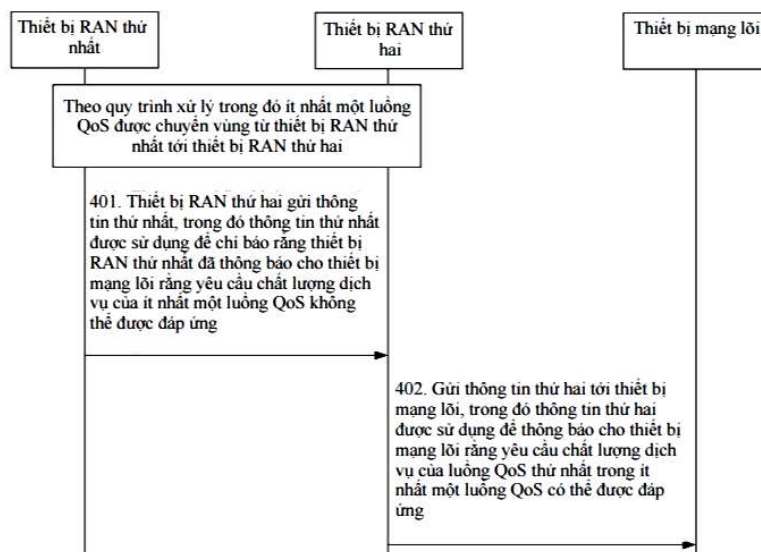 Thiết bị RAN thứ
nhất
Thiết bị RAN thứ
hai
Thiết bị mạng lõi
Theo quy trình xử lý trong đó ít nhất một luồng
QoS được chuyển vùng từ thiết bị RAN thứ
nhất tới thiết bị RAN thứ hai
401. Thiết bị RAN thứ hai gửi thông
tin thứ nhất, trong đó thông tin thứ nhất
được sử dụng để chỉ báo rằng thiết bị
RAN thứ nhất đã thông báo cho thiết bị
mạng lõi rằng yêu cầu chất lượng dịch
vụ của ít nhất một luồng QoS không
thể được đáp ứng
402. Gửi thông tin thứ hai tới thiết bị
mạng lõi, trong đó thông tin thứ hai
được sử dụng để thông báo cho thiết bị
mạng lõi rằng yêu cầu chất lượng dịch
vụ của luồng QoS thứ nhất trong ít
nhất một luồng QoS có thể được đáp
ứng